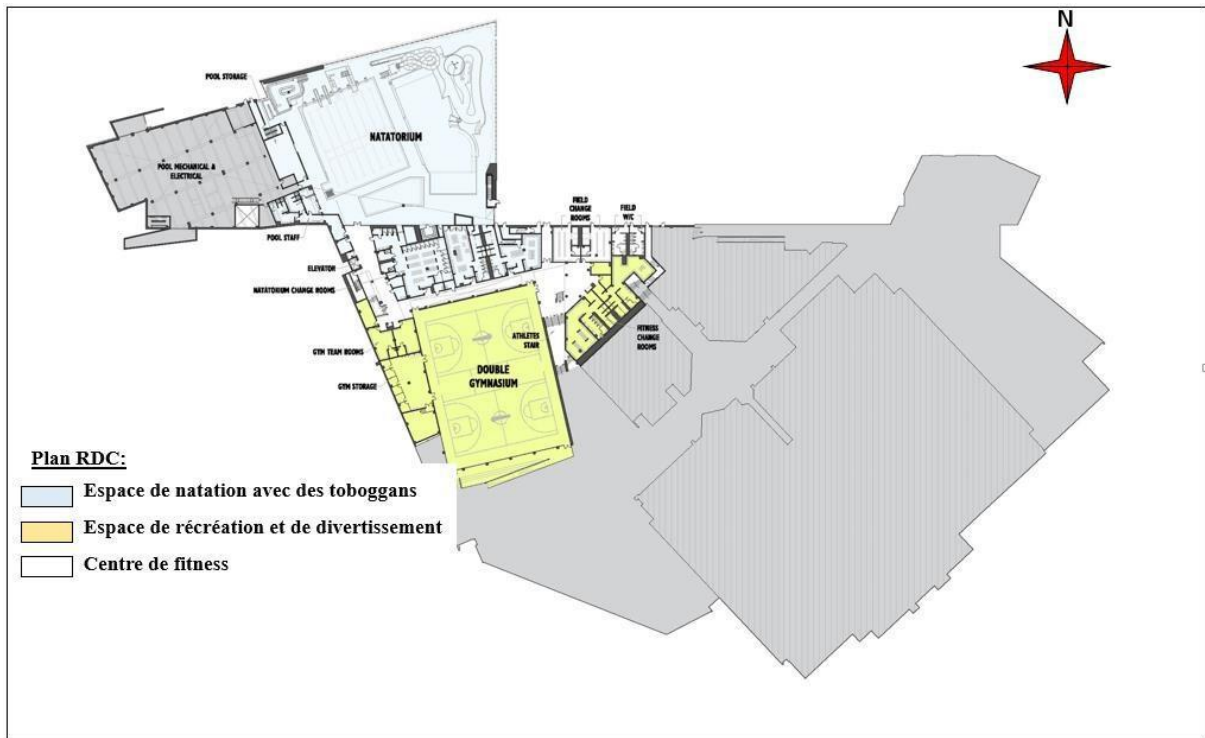 N
POOL STORAGE
NATATORIUM
POOL MECHANICAL &
ELECTRICAL
FIELD
CHANGE
ROOMS
FIELD
W/C
POOL STAFF
ELEVATOR
NATATORIUM CHANGE ROOMS
ATHLETES
STAIR
FITNESS
CHANGE
ROOMS
GYM TEAM ROOMS
DOUBLE
GYMNASIUM
GYM STORAGE
Plan RDC:
Espace de natation avec des toboggans
Espace de récréation et de divertissement
Centre de fitness